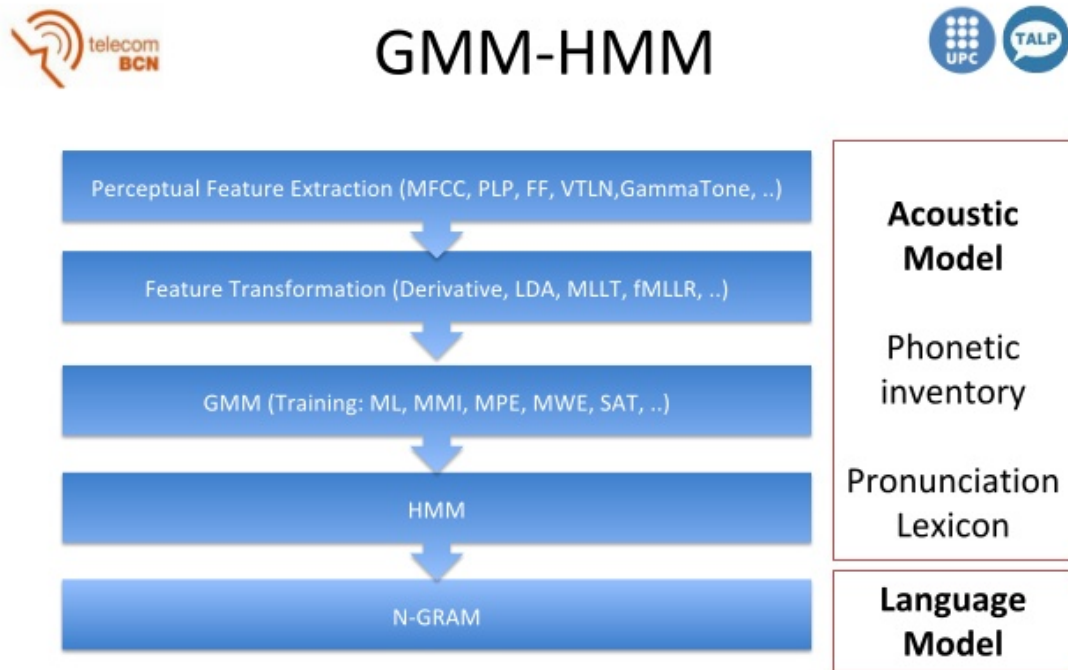 telecom
BCN
GMM-HMM
UPC
TALP
Perceptual Feature Extraction (MFCC, PLP, FF, VTLN,GammaTone, ..)
Feature Transformation (Derivative, LDA, MLLT, fMLLR, ..)
GMM (Training: ML, MMI, MPE, MWE, SAT, ..)
HMM
N-GRAM
Acoustic
Model
Phonetic
inventory
Pronunciation
Lexicon
Language
Model